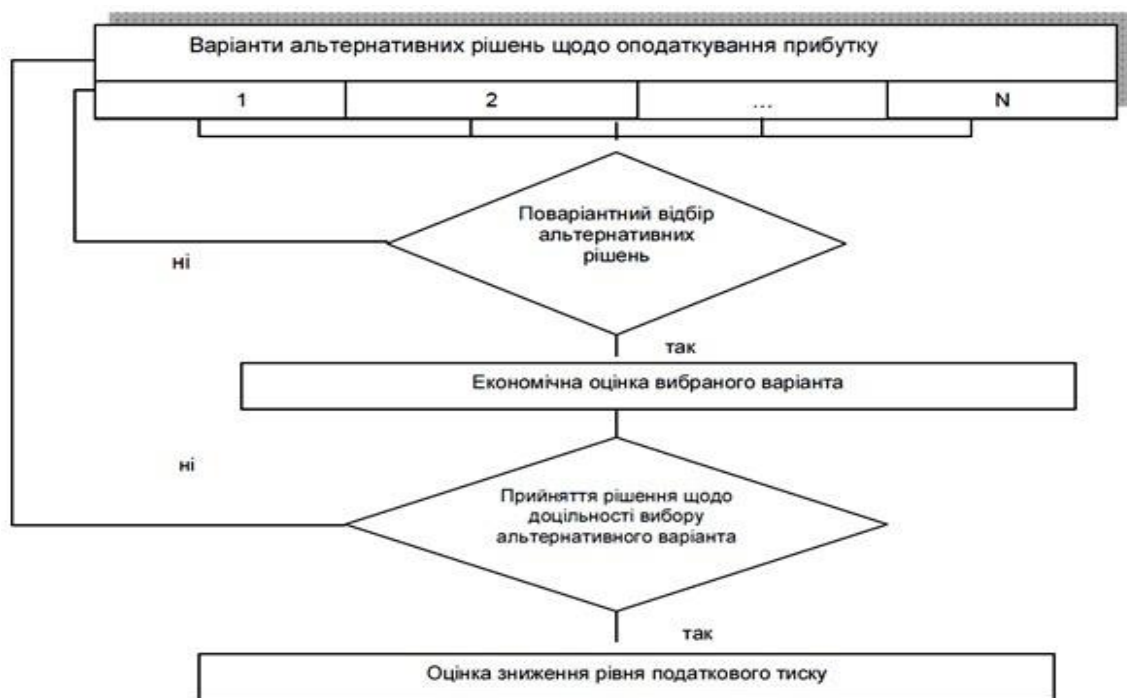 Варіанти альтернативних рішень щодо оподаткування прибутку
1 2 ... N
Поваріантний відбір
альтернативних
рішень
ні
так
Економічна оцінка вибраного варіанта
ні
Прийняття рішення щодо
доцільності вибору
альтернативного варіанта
так
Оцінка зниження рівня податкового тиску